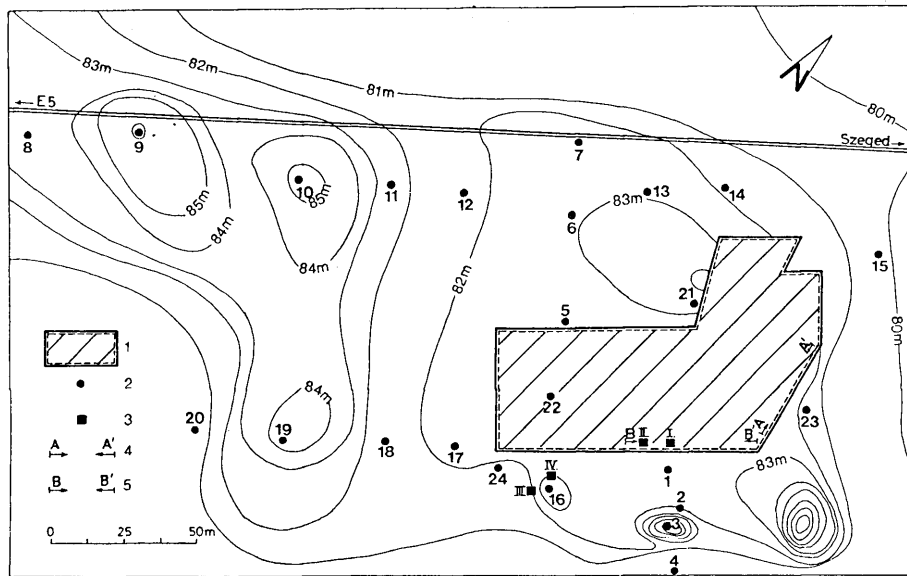 83m
82m
81m
80m
N
← E5
Szeged →
8
9
10
11
12
7
13
14
6
15
85m
85m
84m
84m
83m
82m
80m
21
5
A'
1
2
3
A A' 4
B B' 5
0 25 50m
20
84m
19
18
17
22
B II I
B' A
23
24
IV
III
16
1
2
3
4
83m